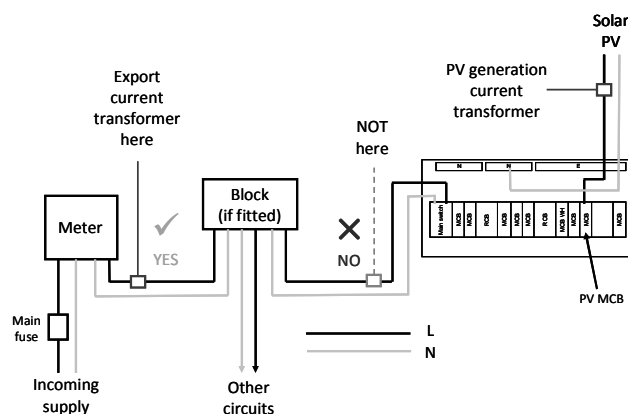 Solar
PV
PV generation
current
transformer
Export
current
transformer
here
NOT
here
N
N
E
Block
(if fitted)
Meter
YES
NO
Main switch
MCB
MCB
RCB
MCB
MCB
MCB
RCB
MCB WH
MCB
MCB
MCB
PV MCB
Main
fuse
L
N
Incoming
supply
Other
circuits